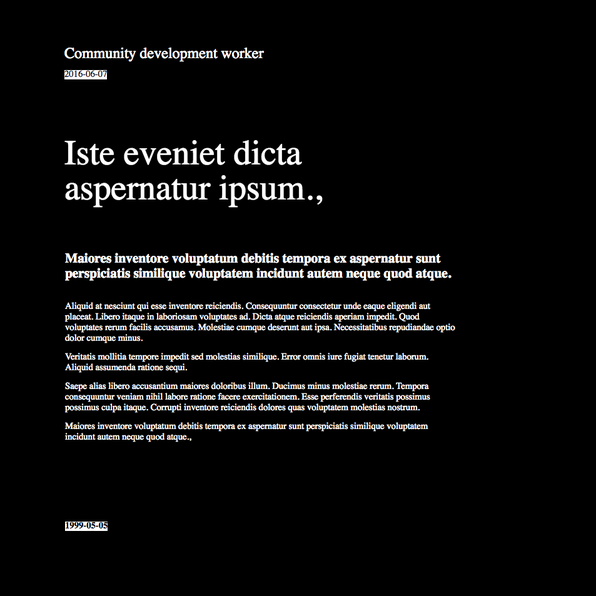 Community development worker
2016-06-07
Iste eveniet dicta
aspernatur ipsum.,
Maiores inventore voluptatum debitis tempora ex aspernatur sunt
perspiciatis similique voluptatem incidunt autem neque quod atque.
Aliquid at nesciunt qui esse inventore reiciendis. Consequuntur consectetur unde eaque eligendi aut
placeat. Libero itaque in laboriosam voluptates ad. Dicta atque reiciendis aperiam impedit. Quod
voluptates rerum facilis accusamus. Molestiae cumque deserunt aut ipsa. Necessitatibus repudiandae optio
dolor cumque minus.
Veritatis mollitia tempore impedit sed molestias similique. Error omnis iure fugiat tenetur laborum.
Aliquid assumenda ratione sequi.
Saepe alias libero accusantium maiores doloribus illum. Ducimus minus molestiae rerum. Tempora
consequuntur veniam nihil labore ratione facere exercitationem. Esse perferendis veritatis possimus
possimus culpa itaque. Corrupti inventore reiciendis dolores quas voluptatem molestias nostrum.
Maiores inventore voluptatum debitis tempora ex aspernatur sunt perspiciatis similique voluptatem
incidunt autem neque quod atque.,
1999-05-05